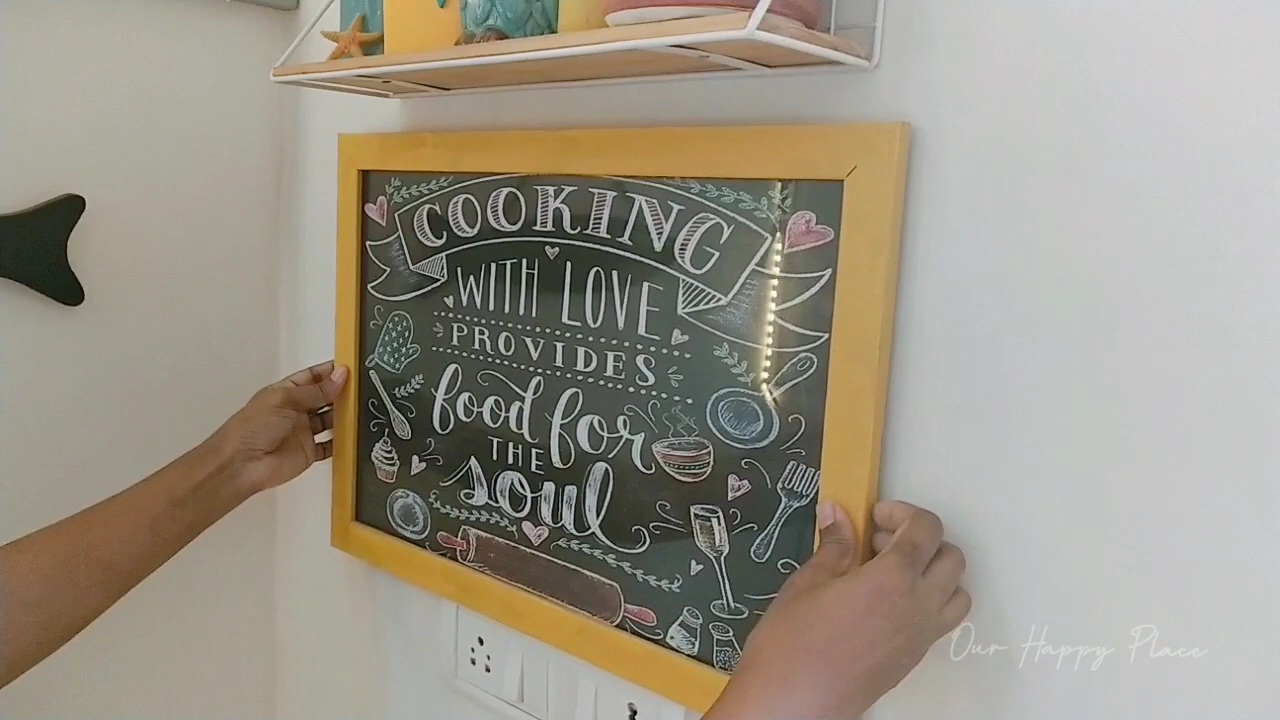 COOKING
WITH LOVE
PROVIDES
food for
THE
soul
Our Happy Place